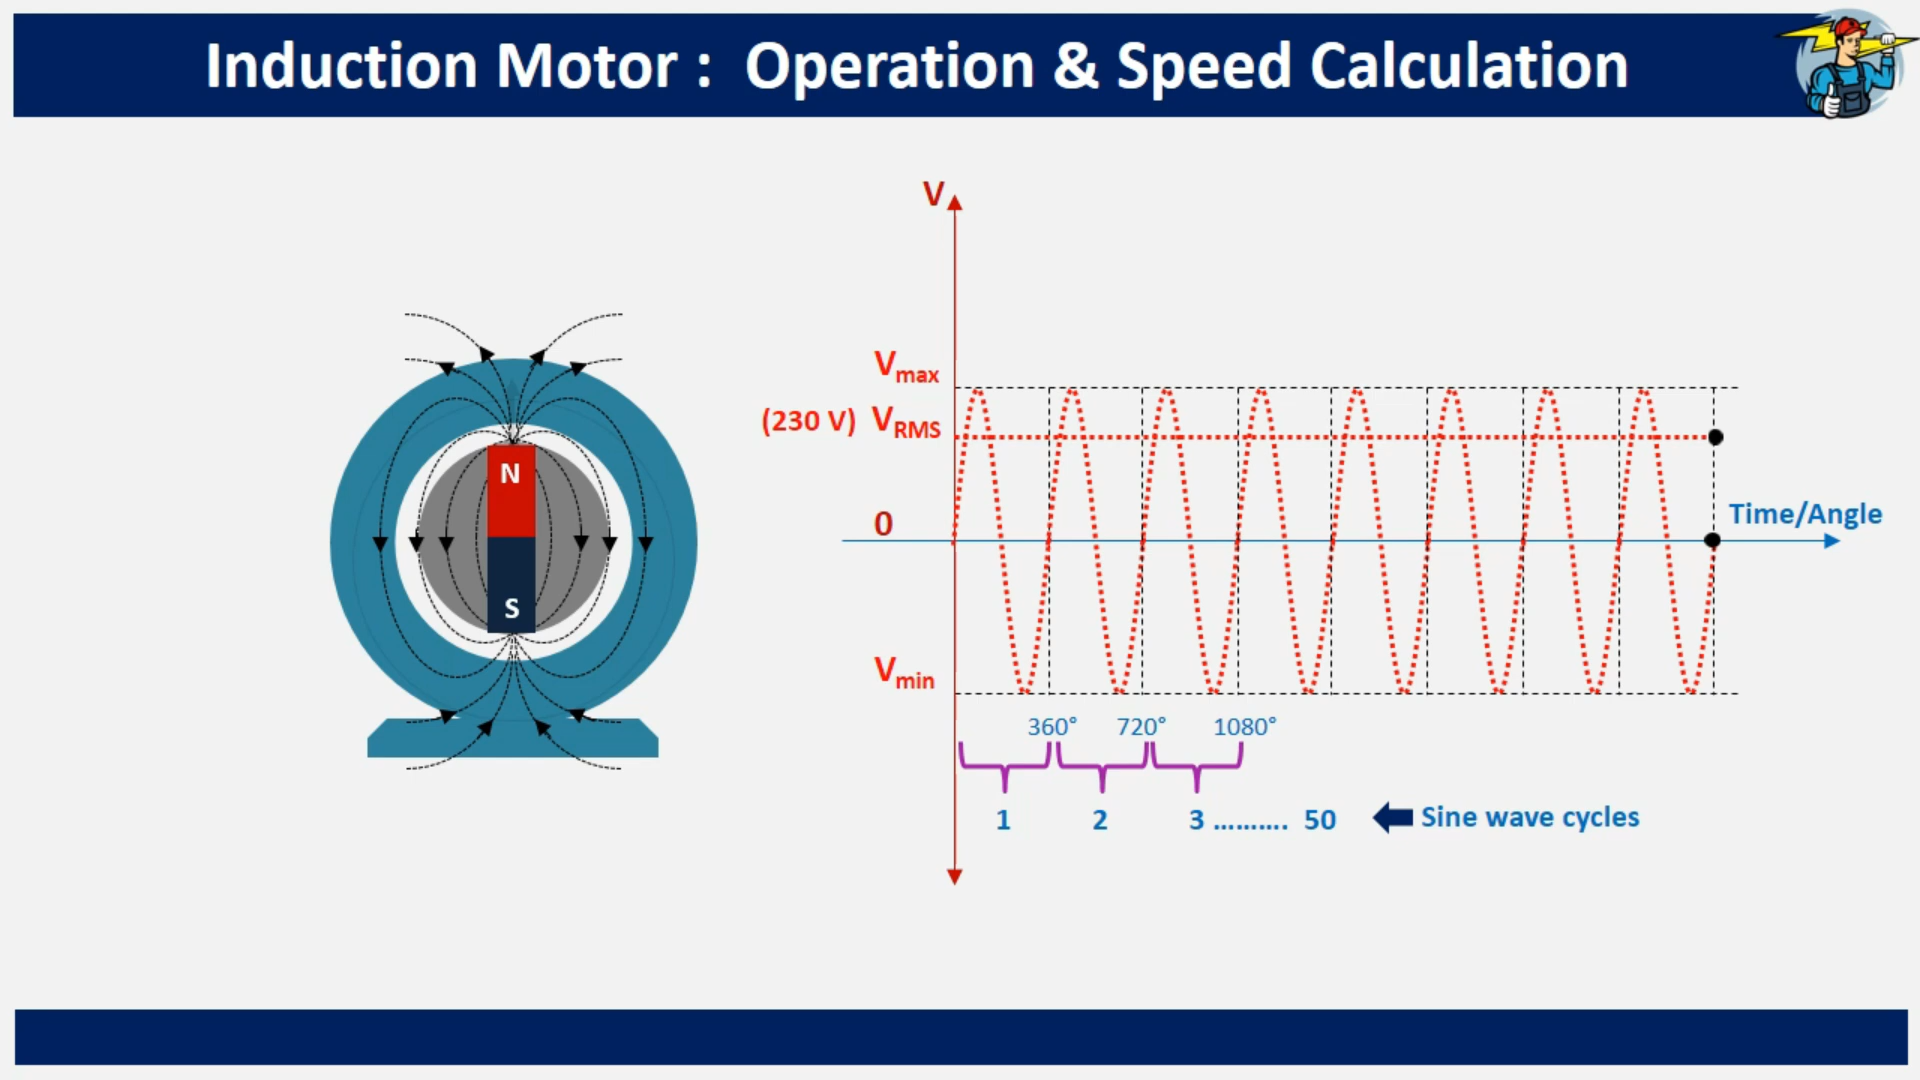 Induction Motor : Operation & Speed Calculation
V
Vmax
(230 V) VRMS
N
0
Time/Angle
S
Vmin
360° 720° 1080°
1 2 3 .......... 50 Sine wave cycles